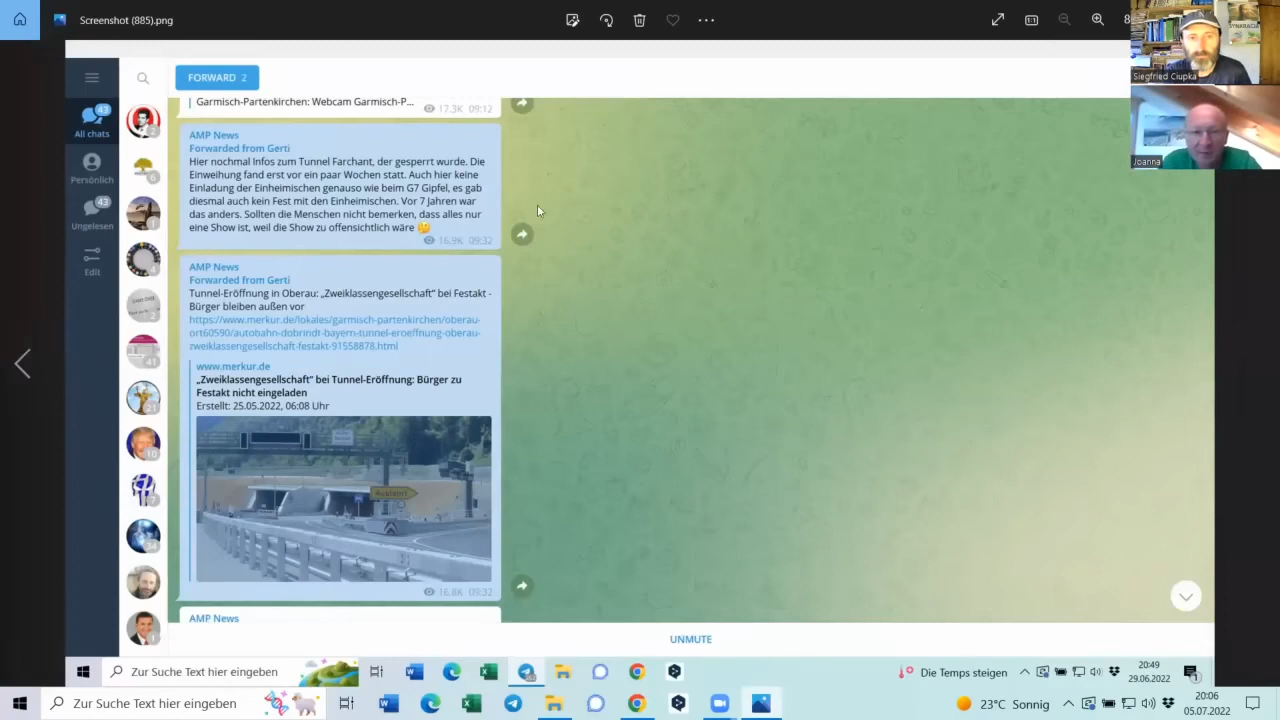 Screenshot (885).png
8
Siegfried Ciupka
Joanna
FORWARD 2
43
All chats
Persönlich
43
Ungelesen
Edit
Garmisch-Partenkirchen: Webcam Garmisch-P...
17.3K 09:12
AMP News
Forwarded from Gerti
Hier nochmal Infos zum Tunnel Farchant, der gesperrt wurde. Die
Einweihung fand erst vor ein paar Wochen statt. Auch hier keine
Einladung der Einheimischen genauso wie beim G7 Gipfel, es gab
diesmal auch kein Fest mit den Einheimischen. Vor 7 Jahren war
das anders. Sollten die Menschen nicht bemerken, dass alles nur
eine Show ist, weil die Show zu offensichtlich wäre 🤔
16.9K 09:32
AMP News
Forwarded from Gerti
Tunnel-Eröffnung in Oberau: „Zweiklassengesellschaft“ bei Festakt -
Bürger bleiben außen vor
https://www.merkur.de/lokales/garmisch-partenkirchen/oberau-
ort60590/autobahn-dobrindt-bayern-tunnel-eroeffnung-oberau-
zweiklassengesellschaft-festakt-91558878.html
www.merkur.de
„Zweiklassengesellschaft“ bei Tunnel-Eröffnung: Bürger zu
Festakt nicht eingeladen
Erstellt: 25.05.2022, 06:08 Uhr
Ausfahrt
16.8K 09:32
AMP News
UNMUTE
Zur Suche Text hier eingeben
Die Temps steigen
20:49
29.06.2022
1
Zur Suche Text hier eingeben
23°C Sonnig
20:06
05.07.2022